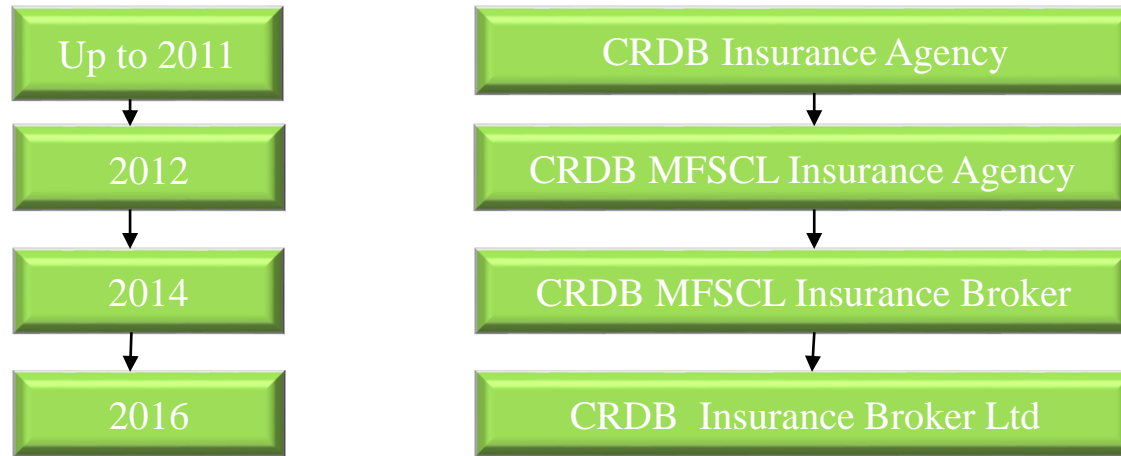 Up to 2011
CRDB Insurance Agency
2012
CRDB MFSCL Insurance Agency
2014
CRDB MFSCL Insurance Broker
2016
CRDB  Insurance Broker Ltd